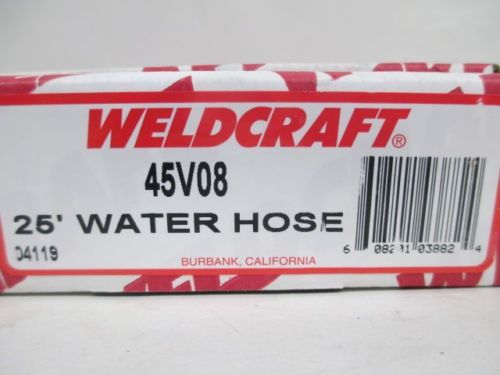 WELDCRAFT®
45V08
25' WATER HOSE
04119
BURBANK, CALIFORNIA